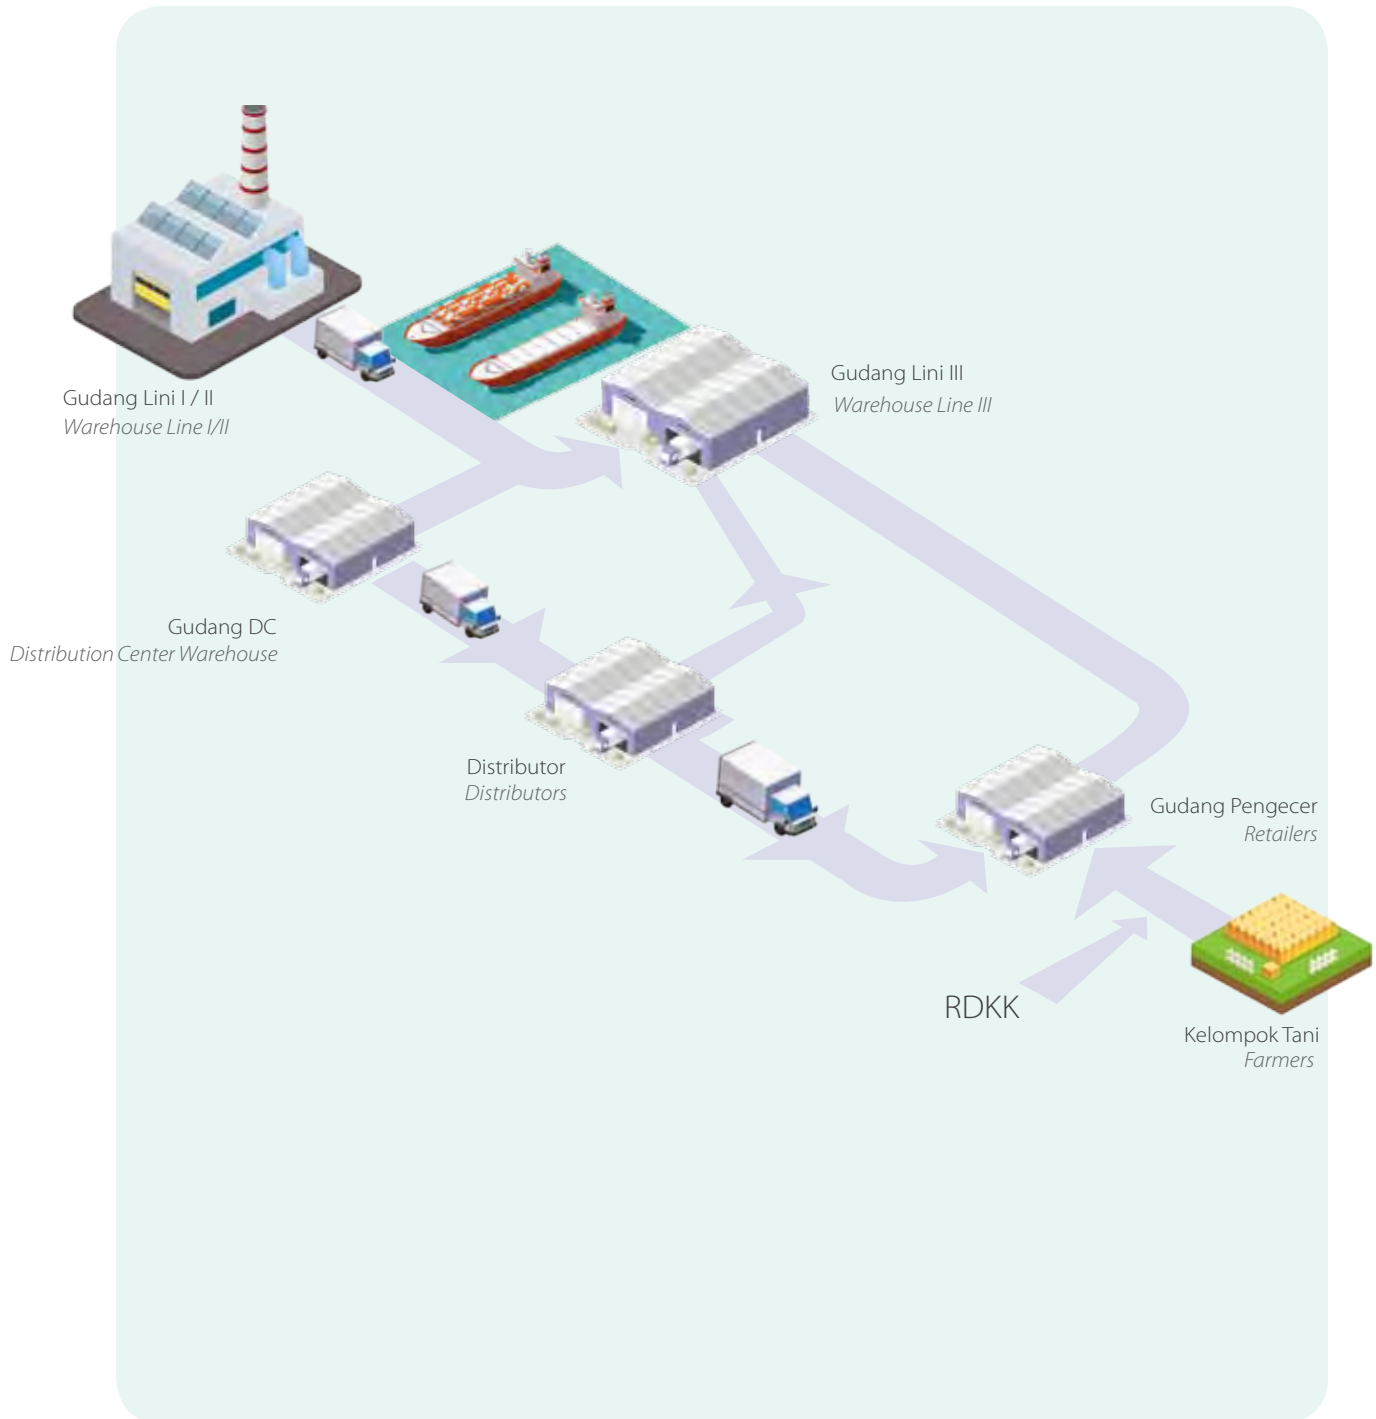 Gudang Lini I / II
Warehouse Line I/II
Gudang Lini III
Warehouse Line III
Gudang DC
Distribution Center Warehouse
Distributor
Distributors
Gudang Pengecer
Retailers
RDKK
Kelompok Tani
Farmers